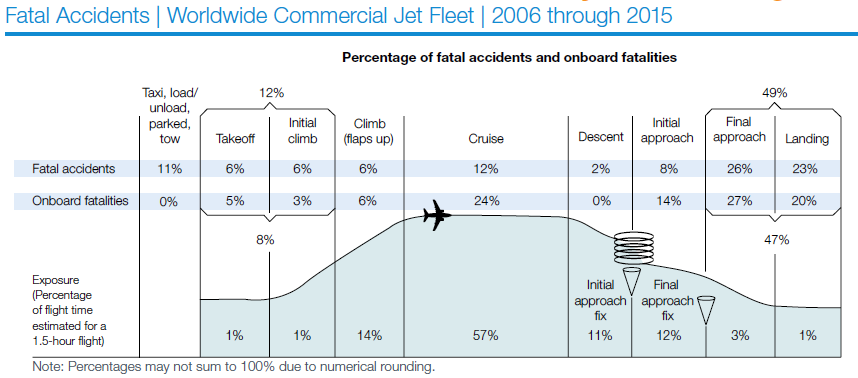 Fatal Accidents | Worldwide Commercial Jet Fleet | 2006 through 2015
Percentage of fatal accidents and onboard fatalities
Taxi, load/
unload,
parked,
tow
12%
Takeoff
Initial
climb
Climb
(flaps up)
Cruise
Descent
Initial
approach
49%
Final
approach
Landing
Fatal accidents 11% 6% 6% 6% 12% 2% 8% 26% 23%
Onboard fatalities 0% 5% 3% 6% 24% 0% 14% 27% 20%
8%
47%
Exposure
(Percentage
of flight time
estimated for a
1.5-hour flight)
Initial
approach
fix
Final
approach
fix
1% 1% 14% 57% 11% 12% 3% 1%
Note: Percentages may not sum to 100% due to numerical rounding.